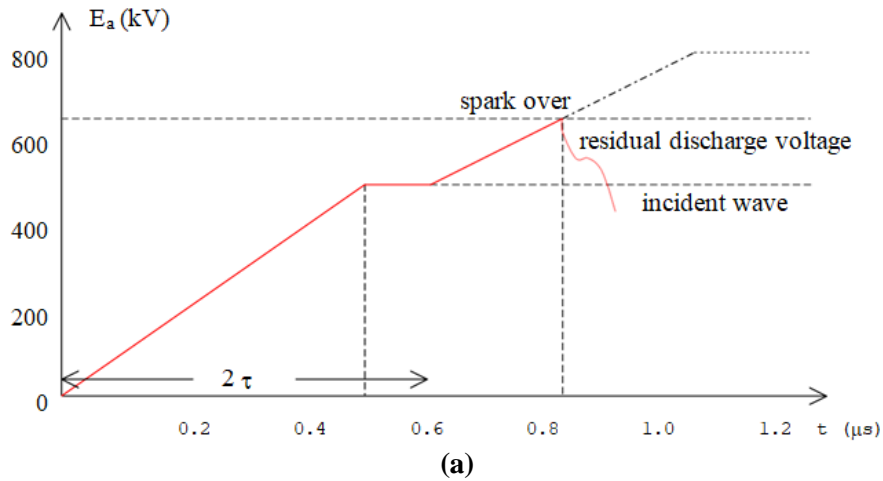 E_a (kV)
800
spark over
600
residual discharge voltage
incident wave
400
200
2 τ
0
0.2 0.4 0.6 0.8 1.0 1.2 t (μs)
(a)